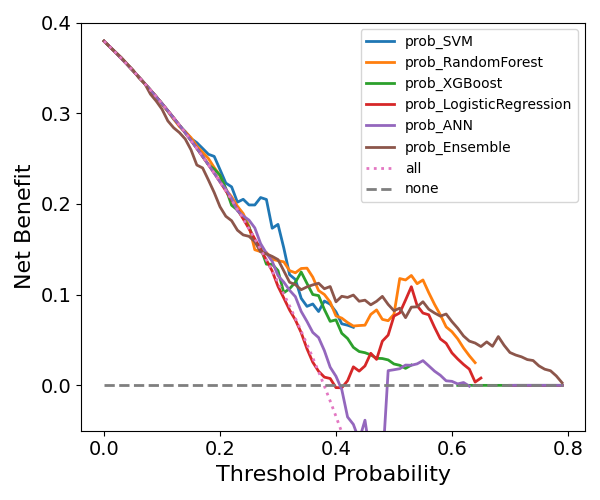 0.4
0.3
0.2
0.1
0.0
Net Benefit
prob_SVM
prob_RandomForest
prob_XGBoost
prob_LogisticRegression
prob_ANN
prob_Ensemble
all
none
0.0 0.2 0.4 0.6 0.8
Threshold Probability